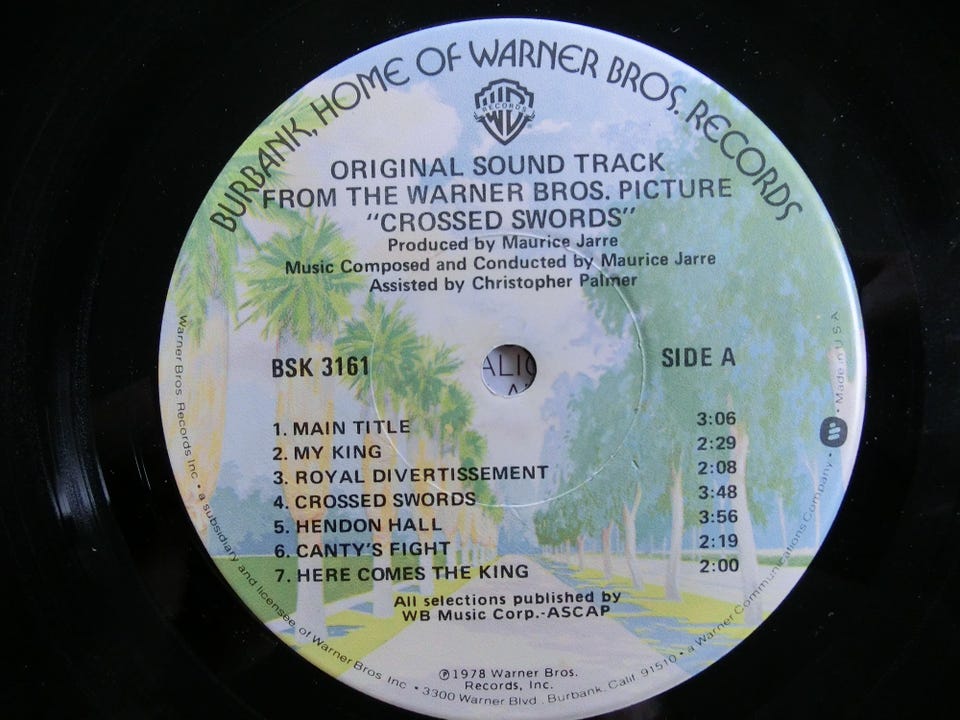 BURBANK, HOME OF WARNER BROS. RECORDS
WB
RECORDS
ORIGINAL SOUND TRACK
FROM THE WARNER BROS. PICTURE
"CROSSED SWORDS"
Produced by Maurice Jarre
Music Composed and Conducted by Maurice Jarre
Assisted by Christopher Palmer
BSK 3161
SIDE A
1. MAIN TITLE 3:06
2. MY KING 2:29
3. ROYAL DIVERTISSEMENT 2:08
4. CROSSED SWORDS 3:48
5. HENDON HALL 3:56
6. CANTY'S FIGHT 2:19
7. HERE COMES THE KING 2:00
All selections published by
WB Music Corp.-ASCAP
℗1978 Warner Bros.
Records, Inc.
Warner Bros. Records Inc. • a subsidiary and licensee of Warner Bros. Inc. • 3300 Warner Blvd., Burbank, Calif. 91510 • a Warner Communications Company • Made in U.S.A.